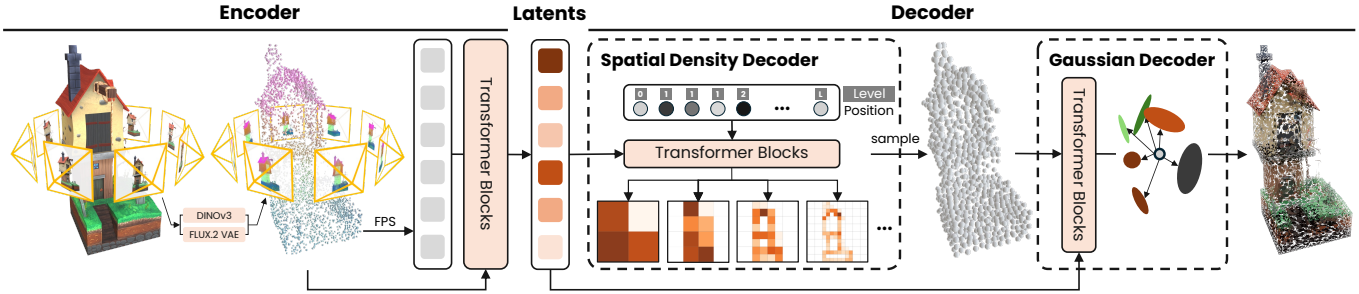 Encoder
Latents
Decoder
DINOv3
FLUX.2 VAE
FPS
Transformer Blocks
Spatial Density Decoder
0 1 1 1 2 L Level
... Position
Transformer Blocks
...
sample
Gaussian Decoder
Transformer Blocks